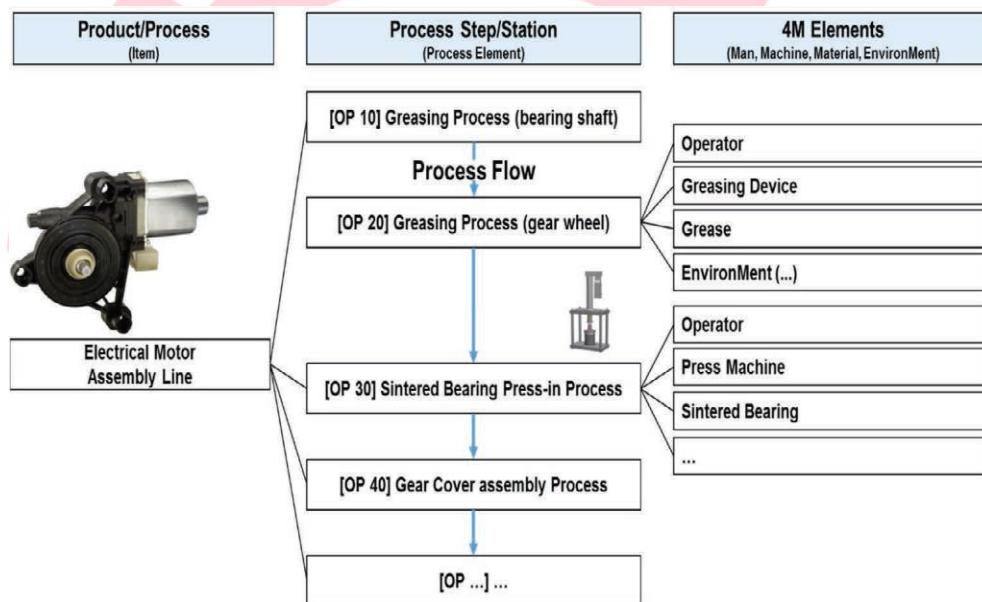 Product/Process
(Item)
Process Step/Station
(Process Element)
4M Elements
(Man, Machine, Material, EnvironMent)
[OP 10] Greasing Process (bearing shaft)
Process Flow
[OP 20] Greasing Process (gear wheel)
Operator
Greasing Device
Grease
EnvironMent (...)
Electrical Motor
Assembly Line
[OP 30] Sintered Bearing Press-in Process
Operator
Press Machine
Sintered Bearing
...
[OP 40] Gear Cover assembly Process
[OP ...] ...